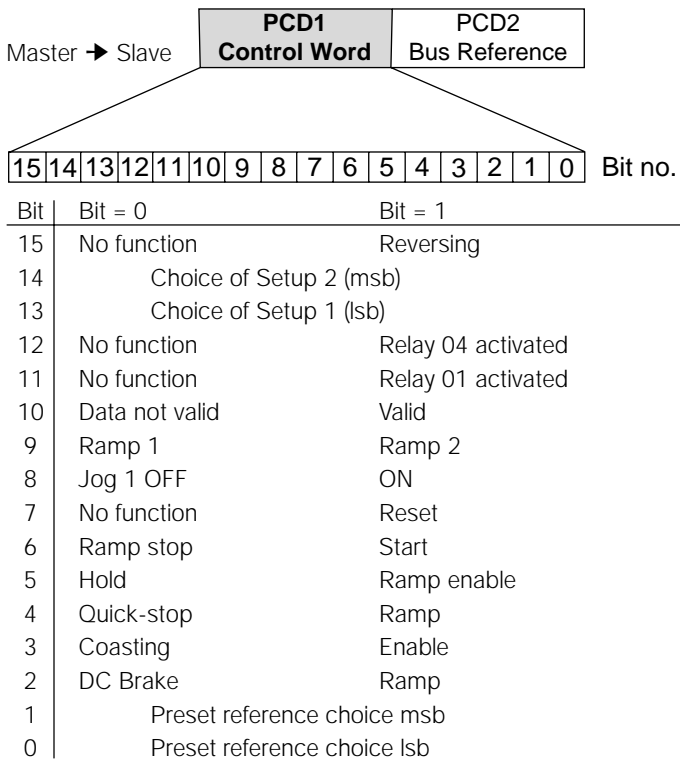 PCD1 PCD2
Master → Slave Control Word Bus Reference
15 14 13 12 11 10 9 8 7 6 5 4 3 2 1 0 Bit no.
Bit Bit = 0 Bit = 1
15 No function Reversing
14 Choice of Setup 2 (msb)
13 Choice of Setup 1 (lsb)
12 No function Relay 04 activated
11 No function Relay 01 activated
10 Data not valid Valid
9 Ramp 1 Ramp 2
8 Jog 1 OFF ON
7 No function Reset
6 Ramp stop Start
5 Hold Ramp enable
4 Quick-stop Ramp
3 Coasting Enable
2 DC Brake Ramp
1 Preset reference choice msb
0 Preset reference choice lsb